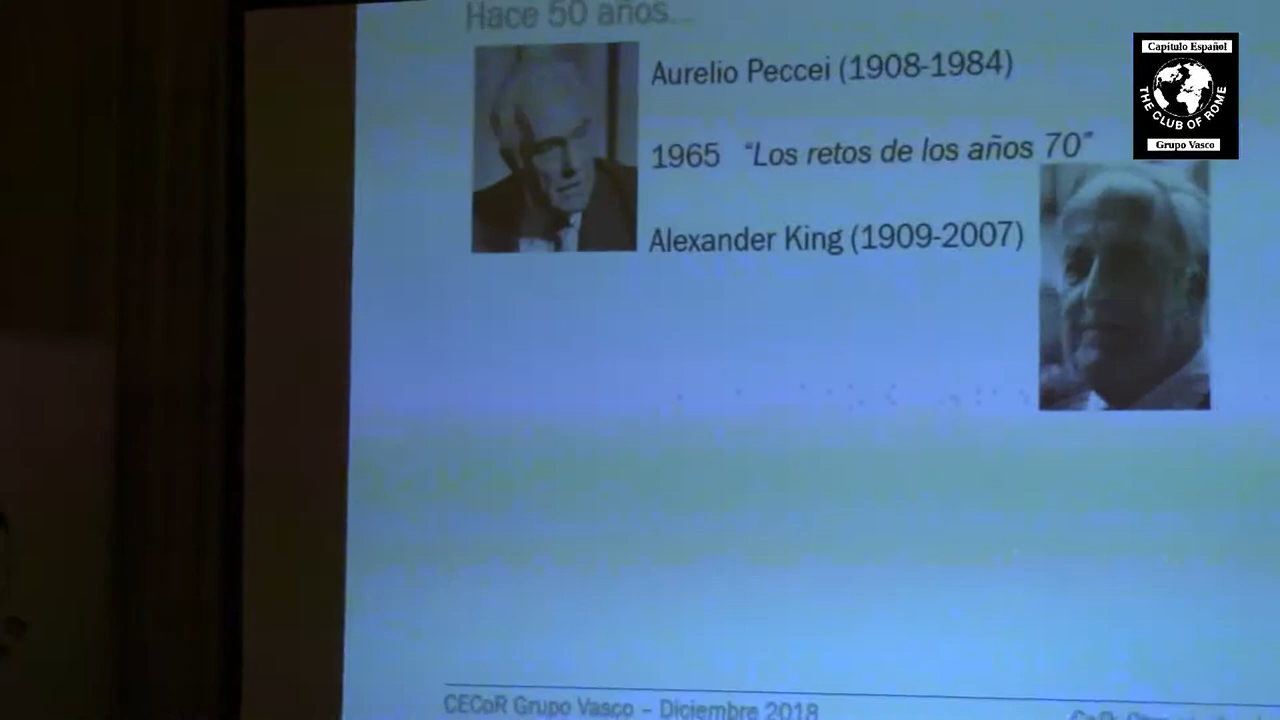 Hace 50 años...
Aurelio Peccei (1908-1984)
1965 "Los retos de los años 70"
Alexander King (1909-2007)
CECoR Grupo Vasco – Diciembre 2018
Capítulo Español
THE CLUB OF ROME
Grupo Vasco